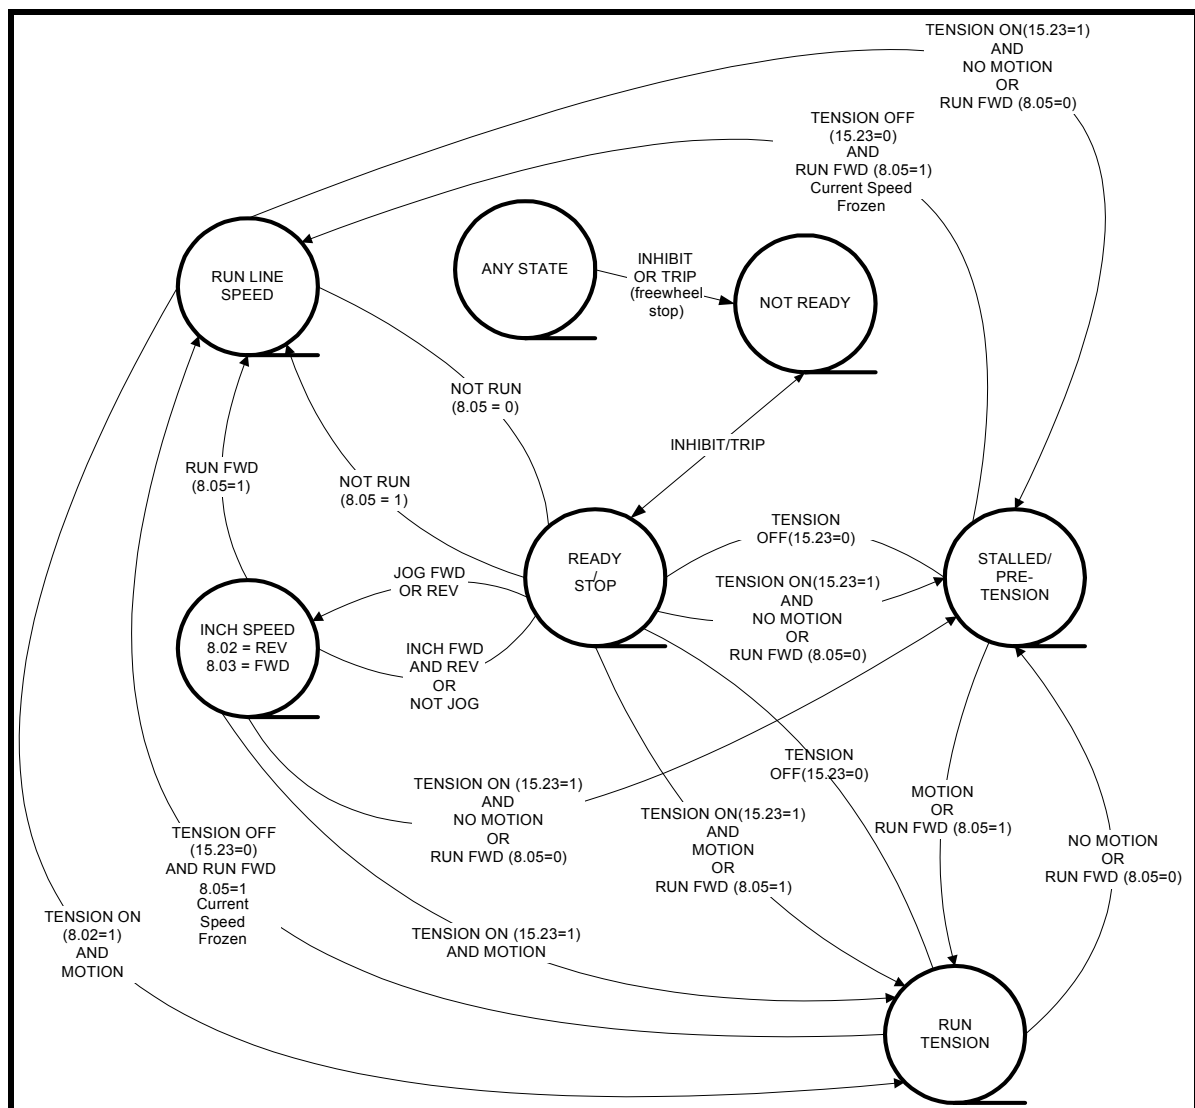 TENSION ON(15.23=1)
AND
NO MOTION
OR
RUN FWD (8.05=0)
TENSION OFF
(15.23=0)
AND
RUN FWD (8.05=1)
Current Speed
Frozen
RUN LINE
SPEED
ANY STATE
INHIBIT
OR TRIP
(freewheel
stop)
NOT READY
NOT RUN
(8.05 = 0)
INHIBIT/TRIP
RUN FWD
(8.05=1)
NOT RUN
(8.05 = 1)
TENSION
OFF(15.23=0)
READY
/
STOP
STALLED/
PRE-
TENSION
JOG FWD
OR REV
TENSION ON(15.23=1)
AND
NO MOTION
OR
RUN FWD (8.05=0)
INCH SPEED
8.02 = REV
8.03 = FWD
INCH FWD
AND REV
OR
NOT JOG
TENSION
OFF(15.23=0)
TENSION ON (15.23=1)
AND
NO MOTION
OR
RUN FWD (8.05=0)
TENSION ON(15.23=1)
AND
MOTION
OR
RUN FWD (8.05=1)
MOTION
OR
RUN FWD (8.05=1)
NO MOTION
OR
RUN FWD (8.05=0)
TENSION OFF
(15.23=0)
AND RUN FWD
8.05=1
Current
Speed
Frozen
TENSION ON
(8.02=1)
AND
MOTION
TENSION ON (15.23=1)
AND MOTION
RUN
TENSION